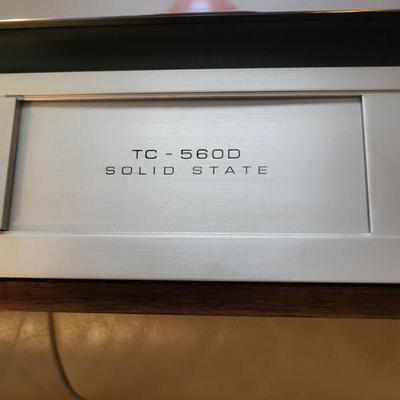 TC - 560D
SOLID STATE